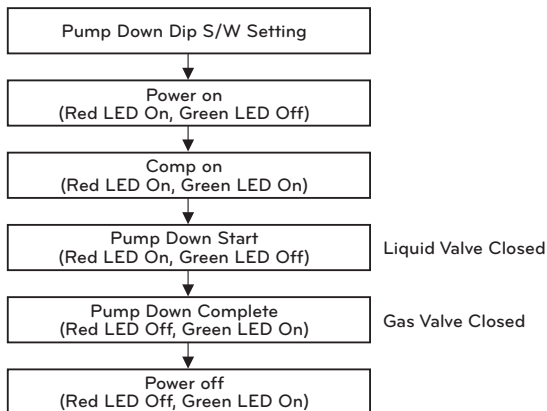 Pump Down Dip S/W Setting
Power on
(Red LED On, Green LED Off)
Comp on
(Red LED On, Green LED On)
Pump Down Start
(Red LED On, Green LED Off)
Liquid Valve Closed
Pump Down Complete
(Red LED Off, Green LED On)
Gas Valve Closed
Power off
(Red LED Off, Green LED On)